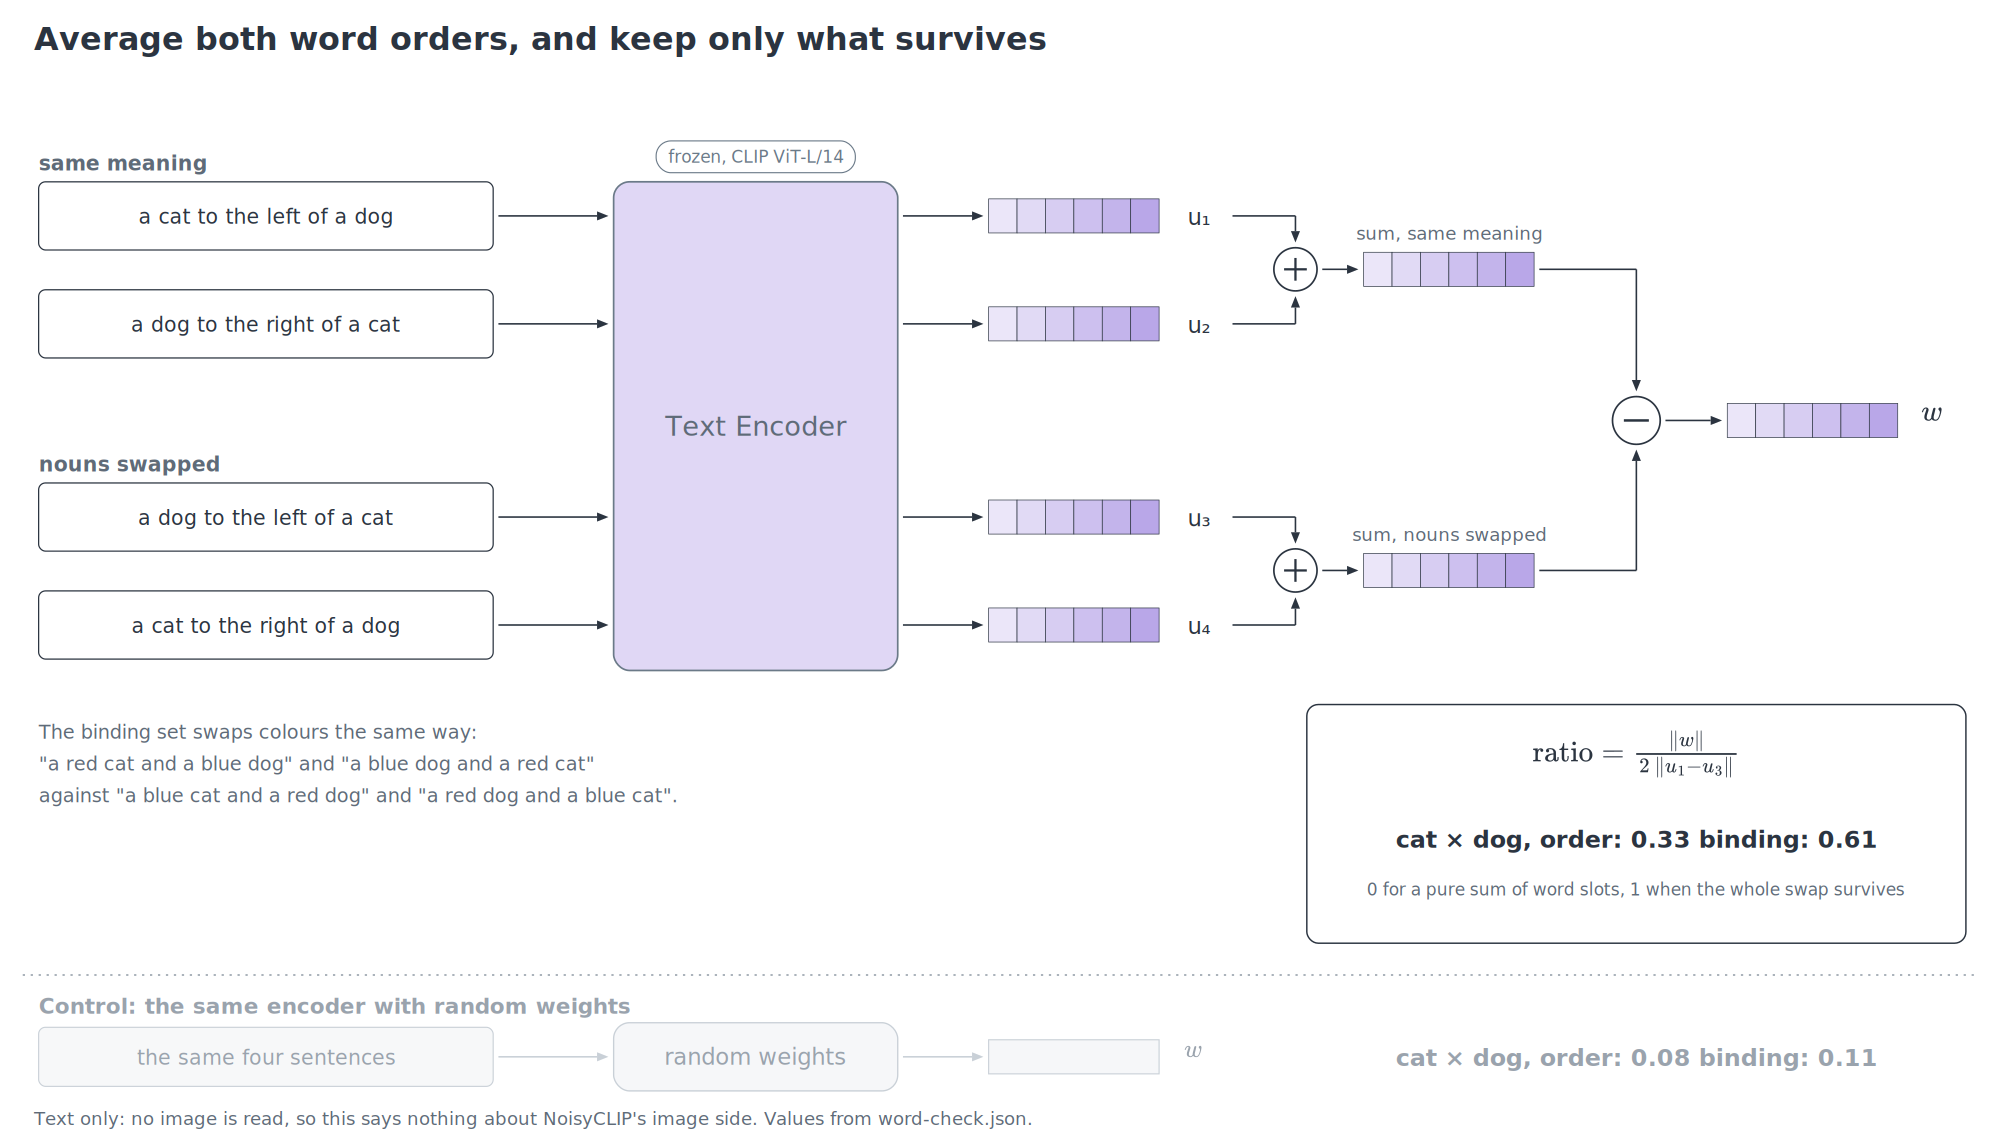 Average both word orders, and keep only what survives
frozen, CLIP ViT-L/14
same meaning
a cat to the left of a dog
u₁
sum, same meaning
a dog to the right of a cat
u₂
Text Encoder
w
nouns swapped
a dog to the left of a cat
u₃
sum, nouns swapped
a cat to the right of a dog
u₄
The binding set swaps colours the same way:
"a red cat and a blue dog" and "a blue dog and a red cat"
against "a blue cat and a red dog" and "a red dog and a blue cat".
ratio = ‖w‖ / 2 ‖u₁−u₃‖
cat × dog, order: 0.33 binding: 0.61
0 for a pure sum of word slots, 1 when the whole swap survives
Control: the same encoder with random weights
the same four sentences
random weights
w
cat × dog, order: 0.08 binding: 0.11
Text only: no image is read, so this says nothing about NoisyCLIP's image side. Values from word-check.json.